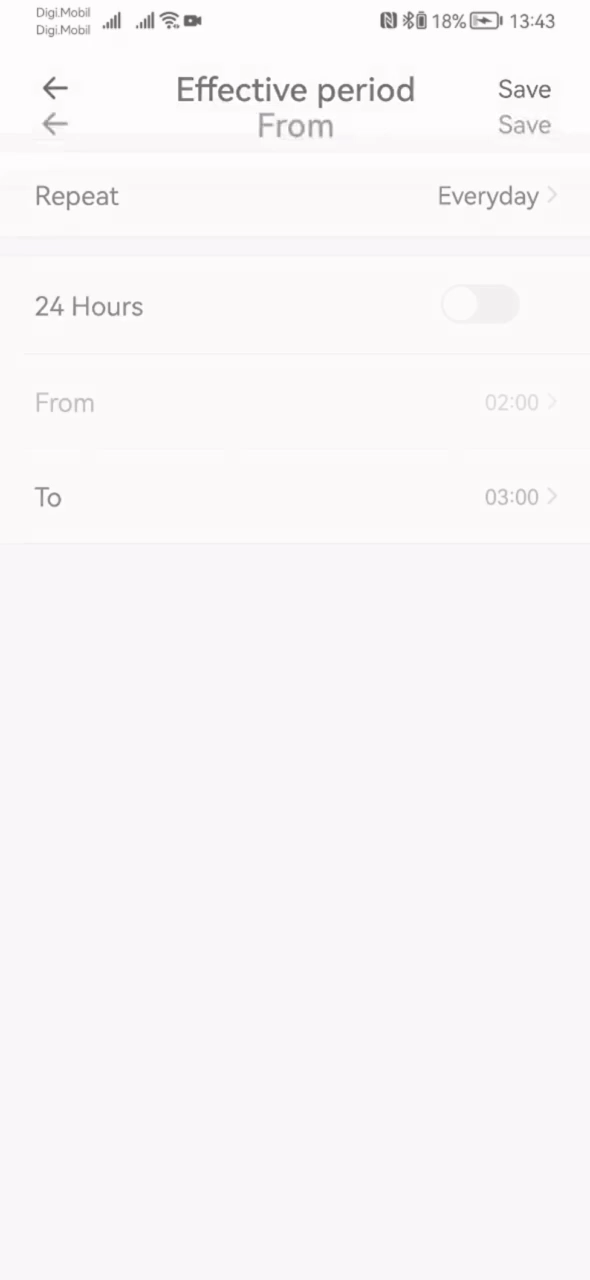 Digi.Mobil
Digi.Mobil
18% 13:43
Effective period Save
From Save
Repeat Everyday
24 Hours
From 02:00
To 03:00